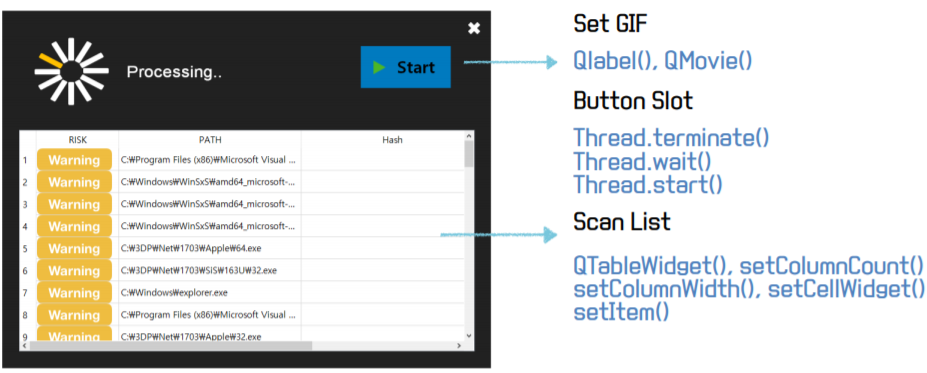 ✖
Processing..
Start
RISK PATH Hash
1 Warning C:₩Program Files (x86)₩Microsoft Visual ...
2 Warning C:₩Windows₩WinSxS₩amd64_microsoft-...
3 Warning C:₩Windows₩WinSxS₩amd64_microsoft-...
4 Warning C:₩Windows₩WinSxS₩amd64_microsoft-...
5 Warning C:₩3DP₩Net₩1703₩Apple₩64.exe
6 Warning C:₩3DP₩Net₩1703₩SIS₩163U₩32.exe
7 Warning C:₩Windows₩explorer.exe
8 Warning C:₩Program Files (x86)₩Microsoft Visual ...
9 Warning C:₩3DP₩Net₩1703₩Apple₩32.exe
Set GIF
Qlabel(), QMovie()
Button Slot
Thread.terminate()
Thread.wait()
Thread.start()
Scan List
QTableWidget(), setColumnCount()
setColumnWidth(), setCellWidget()
setItem()